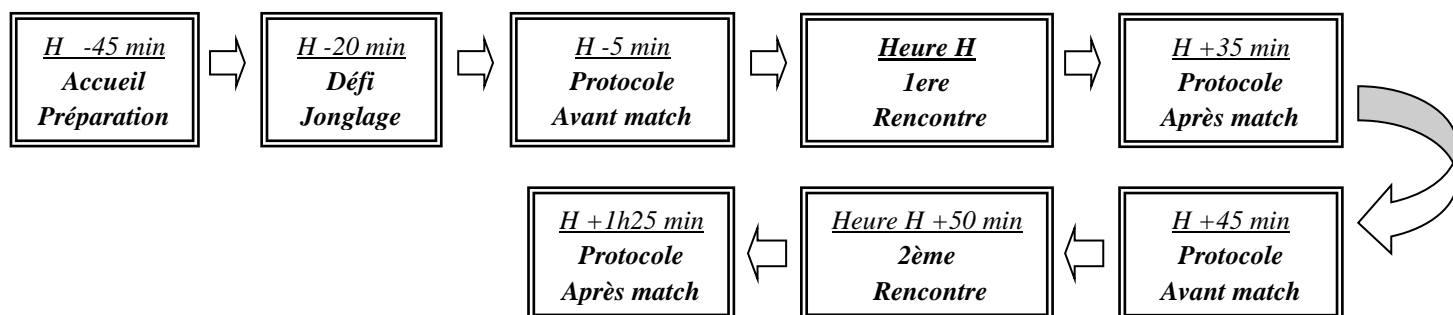 H -45 min
Accueil
Préparation
H -20 min
Défi
Jonglage
H -5 min
Protocole
Avant match
Heure H
1ere
Rencontre
H +35 min
Protocole
Après match
H +45 min
Protocole
Avant match
Heure H +50 min
2ème
Rencontre
H +1h25 min
Protocole
Après match